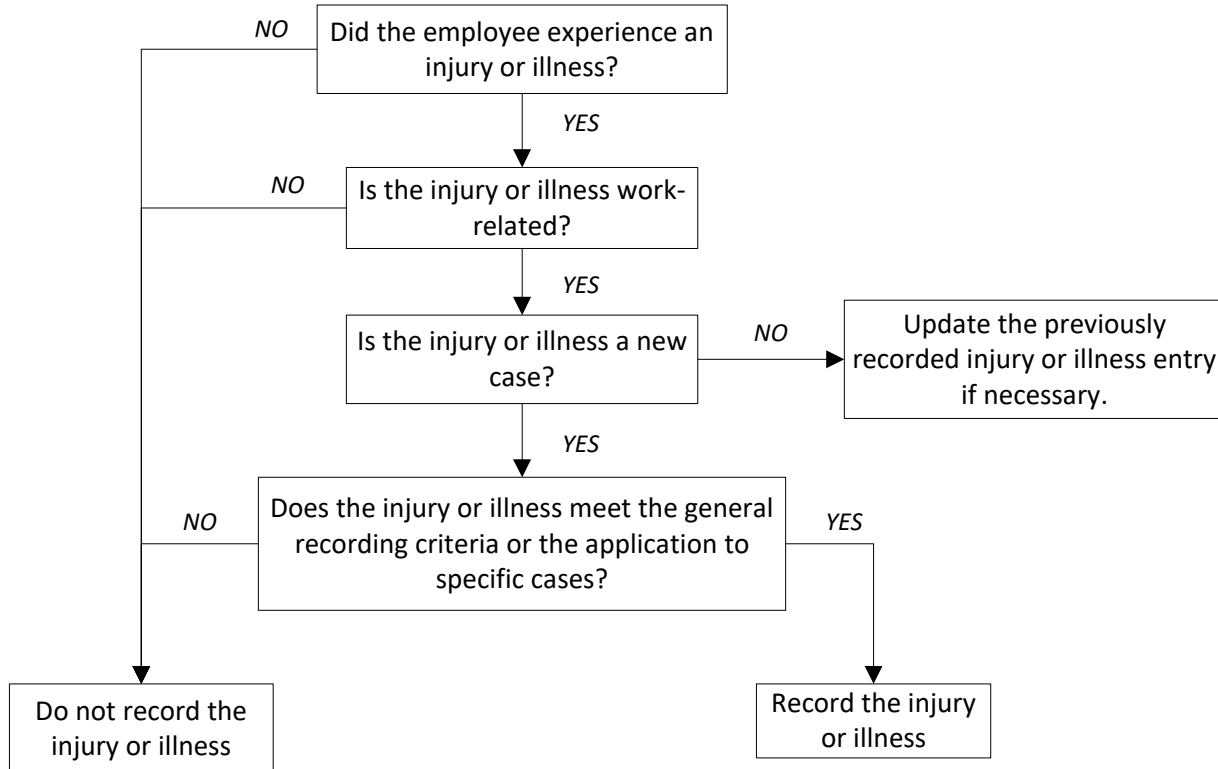 NO
Did the employee experience an
injury or illness?
YES
NO
Is the injury or illness work-
related?
YES
Is the injury or illness a new
case?
NO
Update the previously
recorded injury or illness entry
if necessary.
YES
NO
Does the injury or illness meet the general
recording criteria or the application to
specific cases?
YES
Do not record the
injury or illness
Record the injury
or illness